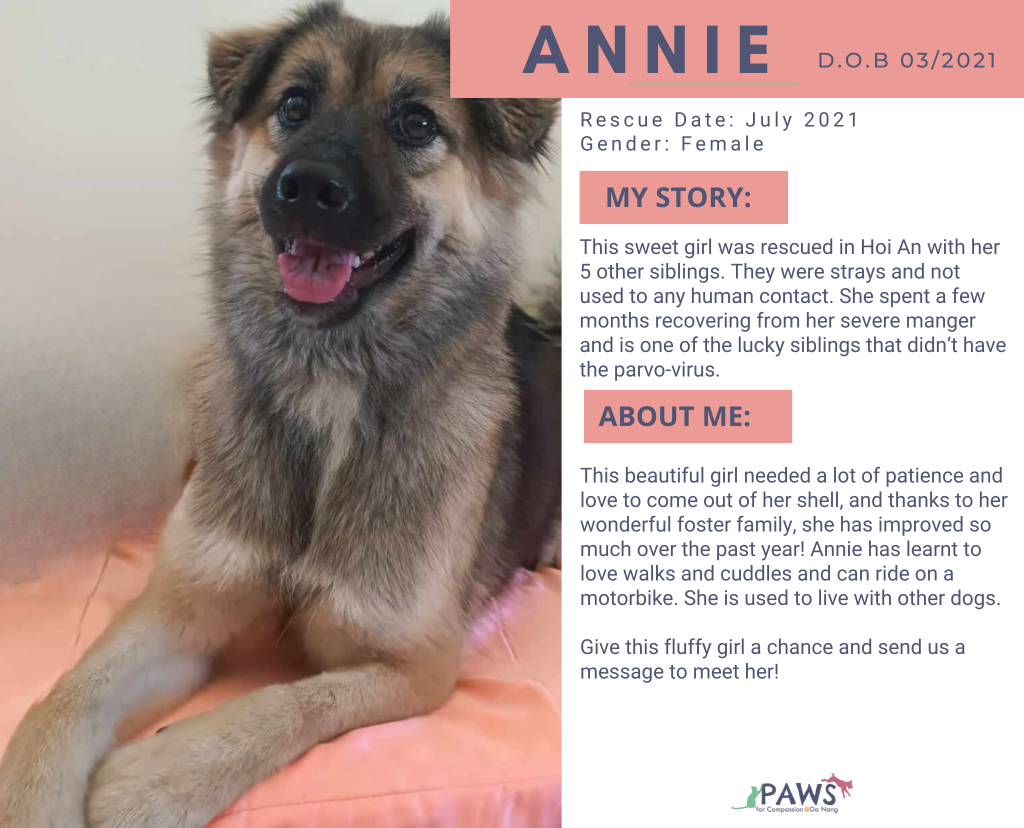 ANNIE
D.O.B 03/2021
Rescue Date: July 2021
Gender: Female
MY STORY:
This sweet girl was rescued in Hoi An with her
5 other siblings. They were strays and not
used to any human contact. She spent a few
months recovering from her severe manger
and is one of the lucky siblings that didn't have
the parvo-virus.
ABOUT ME:
This beautiful girl needed a lot of patience and
love to come out of her shell, and thanks to her
wonderful foster family, she has improved so
much over the past year! Annie has learnt to
love walks and cuddles and can ride on a
motorbike. She is used to live with other dogs.
Give this fluffy girl a chance and send us a
message to meet her!
PAWS
for Compassion@Da Nang